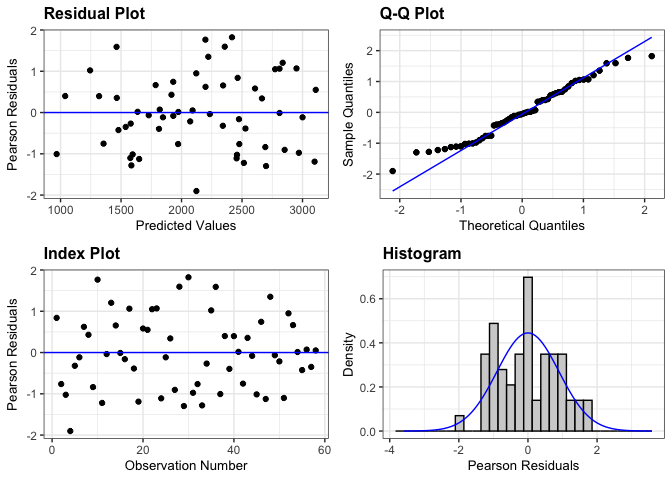 Residual Plot
Pearson Residuals
2
1
0
-1
-2
1000 1500 2000 2500 3000
Predicted Values
Q-Q Plot
Sample Quantiles
2
1
0
-1
-2
-2 -1 0 1 2
Theoretical Quantiles
Index Plot
Pearson Residuals
2
1
0
-1
-2
0 20 40 60
Observation Number
Histogram
Density
0.6
0.4
0.2
0.0
-4 -2 0 2
Pearson Residuals